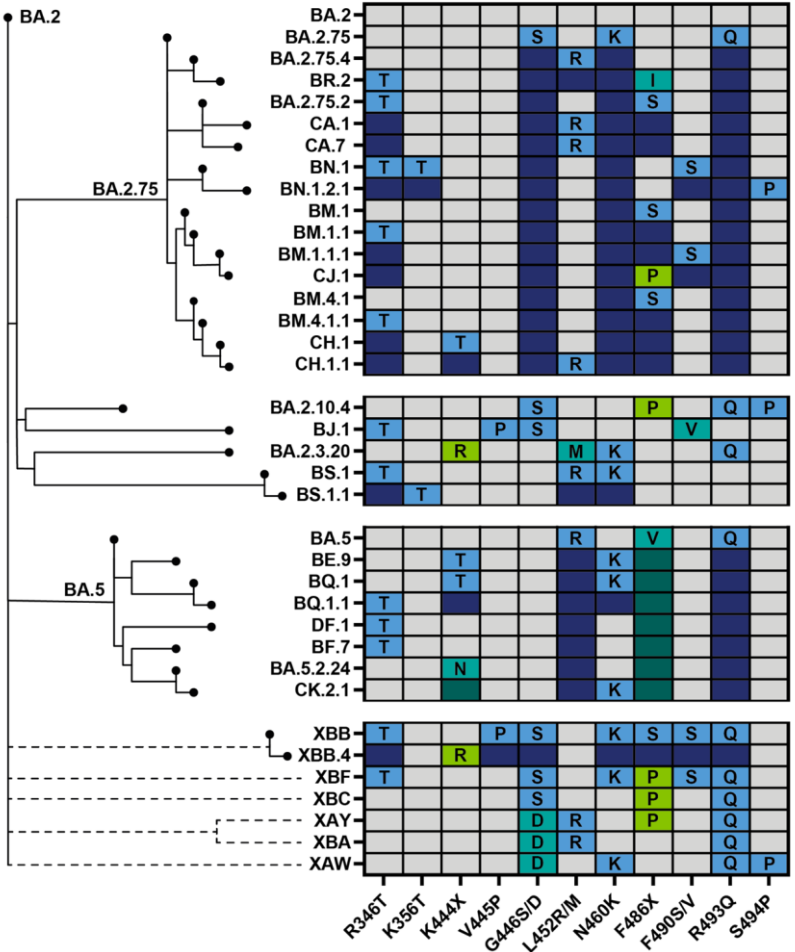 BA.2
BA.2
BA.2.75 S K Q
BA.2.75.4 R
BR.2 T I
BA.2.75.2 T S
CA.1 R
CA.7 R
BN.1 T T S
BA.2.75
BN.1.2.1 P
BM.1 S
BM.1.1 T
BM.1.1.1 S
CJ.1 P
BM.4.1 S
BM.4.1.1 T
CH.1 T
CH.1.1 R
BA.2.10.4 S P Q P
BJ.1 T P S V
BA.2.3.20 R M K Q
BS.1 T R K
BS.1.1 T
BA.5 R V Q
BE.9 T K
BA.5
BQ.1 T K
BQ.1.1 T
DF.1 T
BF.7 T
BA.5.2.24 N
CK.2.1 K
XBB T P S K S S Q
XBB.4 R
XBF T S K P S Q
XBC S P Q
XAY D R P Q
XBA D R Q
XAW D K Q P
R346T K356T K444X V445P G446S/D L452R/M N460K F486X F490S/V R493Q S494P